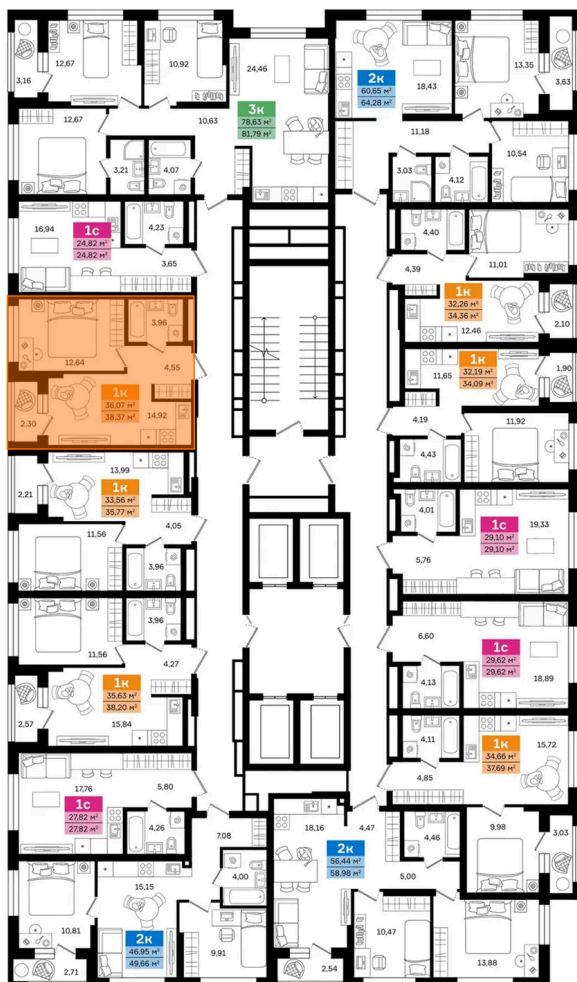 3,16
12,67
10,92
24,46
3к
78,63 м²
81,79 м²
12,67
10,63
3,21
4,07
2к
60,65 м²
64,28 м²
18,43
13,35
3,63
11,18
3,03
4,12
10,54
16,94
1с
24,82 м²
24,82 м²
4,23
3,65
4,40
4,39
11,01
1к
32,26 м²
34,36 м²
12,46
2,10
3,96
12,64
4,55
1к
36,07 м²
38,37 м²
14,92
2,30
11,65
1к
32,19 м²
34,09 м²
1,90
4,19
11,92
4,43
2,21
13,99
1к
33,56 м²
35,77 м²
4,05
11,56
3,96
4,01
1с
29,10 м²
29,10 м²
19,33
5,76
11,56
3,96
4,27
1к
35,63 м²
38,20 м²
15,84
2,57
6,60
1с
29,62 м²
29,62 м²
18,89
4,13
4,11
1к
34,66 м²
37,69 м²
15,72
4,85
17,76
5,80
1с
27,82 м²
27,82 м²
4,26
7,08
4,00
15,15
10,81
2к
46,95 м²
49,66 м²
2,71
9,91
18,16
4,47
2к
56,44 м²
58,98 м²
4,46
5,00
9,98
3,03
10,47
2,54
13,88